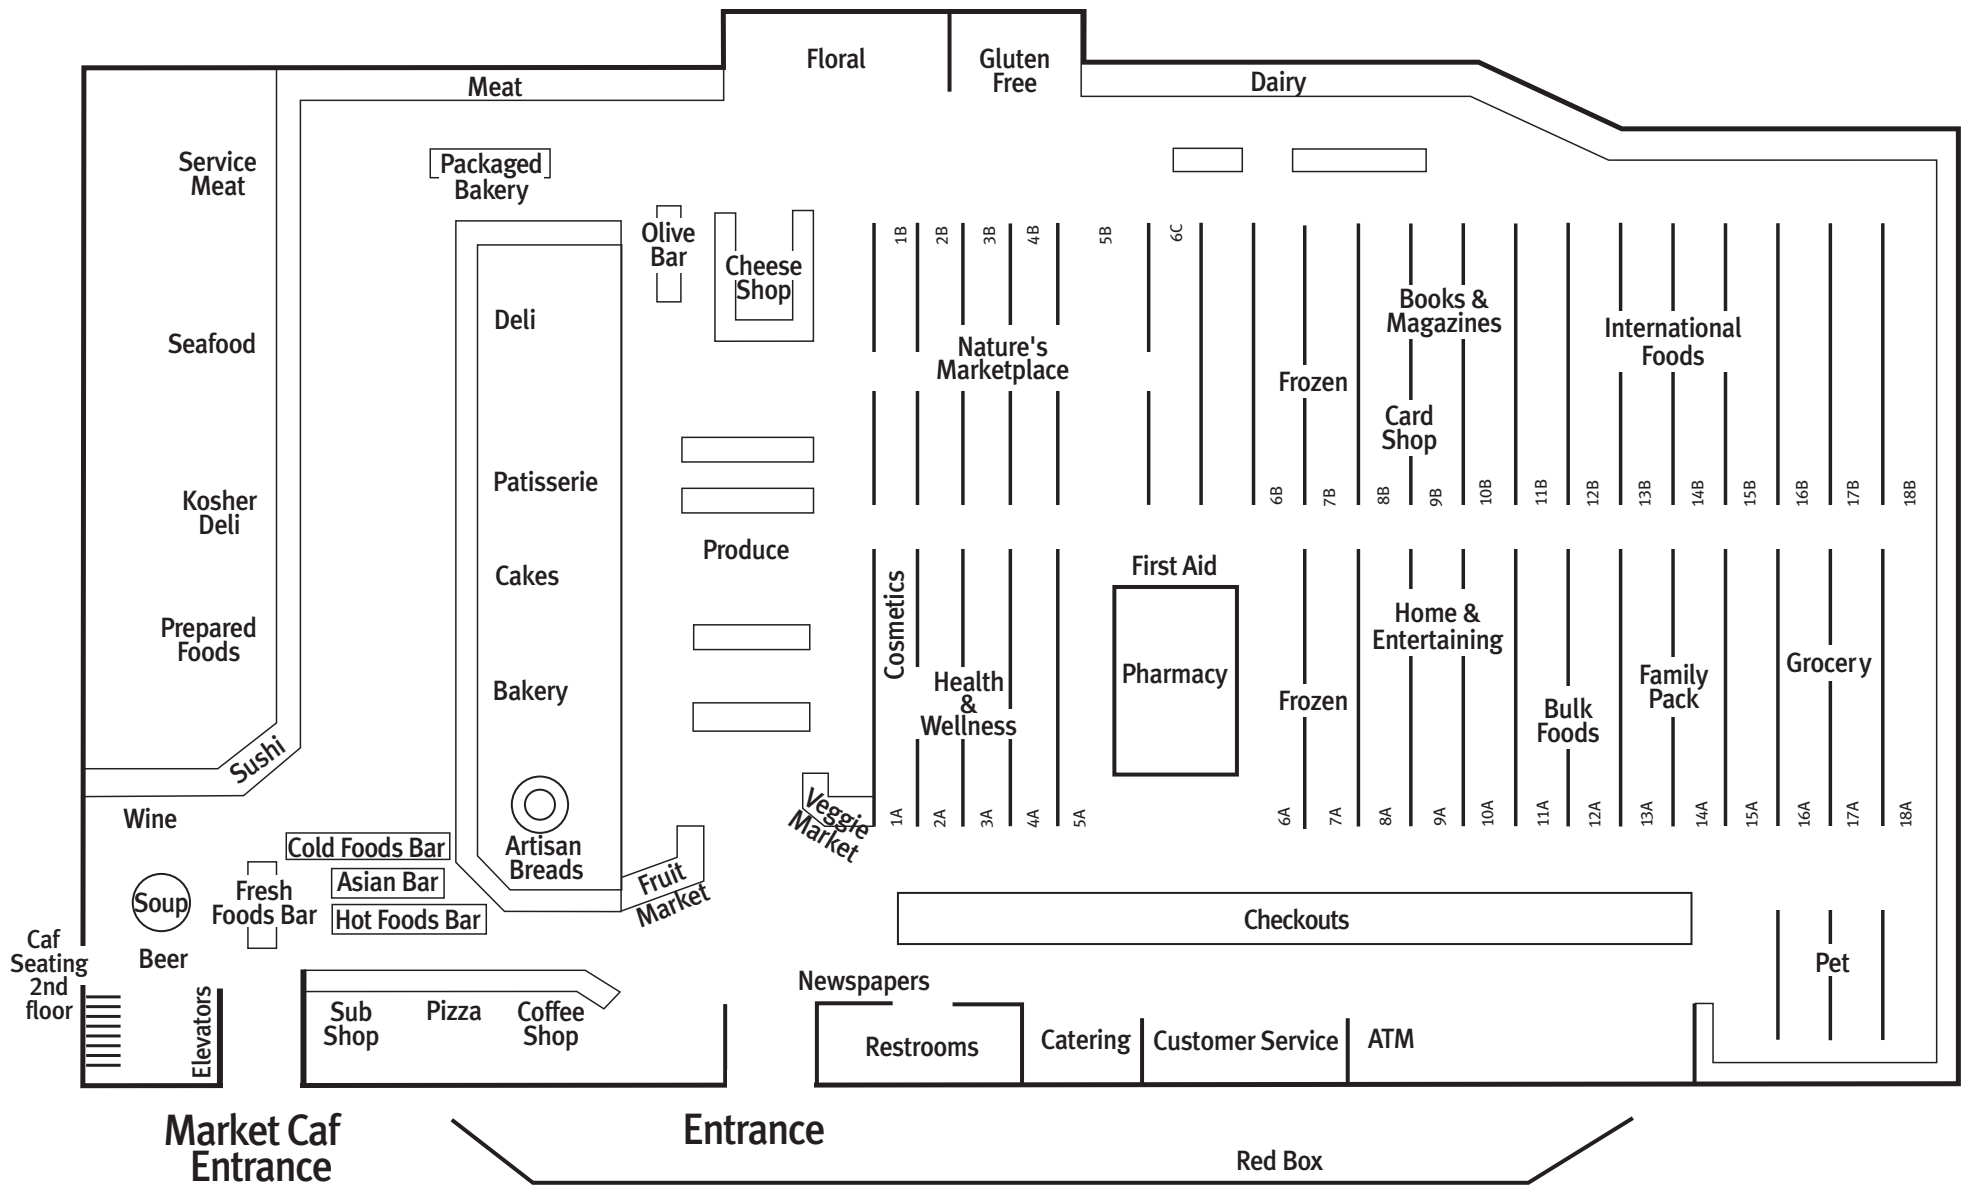 Floral
Gluten
Free
Meat
Dairy
Service
Meat
Packaged
Bakery
Olive
Bar
Cheese
Shop
1B
2B
3B
4B
5B
6C
Deli
Seafood
Nature's
Marketplace
Books &
Magazines
International
Foods
Frozen
Card
Shop
Kosher
Deli
Patisserie
6B
7B
8B
9B
10B
11B
12B
13B
14B
15B
16B
17B
18B
Produce
First Aid
Cakes
Cosmetics
Prepared
Foods
Home &
Entertaining
Bakery
Health
&
Wellness
Pharmacy
Frozen
Bulk
Foods
Family
Pack
Grocery
Sushi
Wine
Veggie
Market
1A
2A
3A
4A
5A
6A
7A
8A
9A
10A
11A
12A
13A
14A
15A
16A
17A
18A
Cold Foods Bar
Artisan
Breads
Asian Bar
Soup
Fresh
Foods Bar
Hot Foods Bar
Fruit
Market
Checkouts
Caf
Seating
2nd
floor
Beer
Elevators
Newspapers
Pet
Sub
Shop
Pizza
Coffee
Shop
Restrooms
Catering
Customer Service
ATM
Market Caf
Entrance
Entrance
Red Box